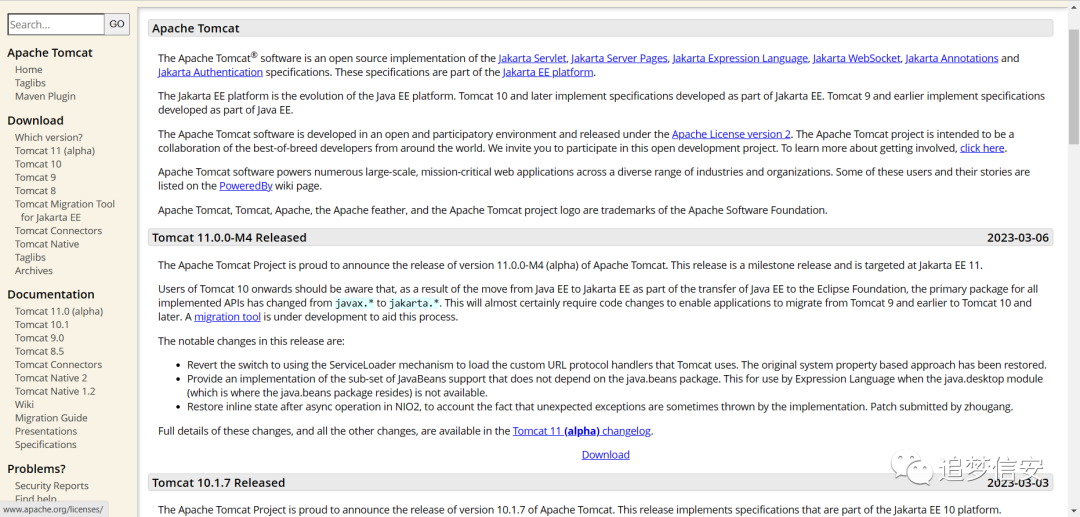 Search...
GO
Apache Tomcat
Home
Taglibs
Maven Plugin
Download
Which version?
Tomcat 11 (alpha)
Tomcat 10
Tomcat 9
Tomcat 8
Tomcat Migration Tool
for Jakarta EE
Tomcat Connectors
Tomcat Native
Taglibs
Archives
Documentation
Tomcat 11.0 (alpha)
Tomcat 10.1
Tomcat 9.0
Tomcat 8.5
Tomcat Connectors
Tomcat Native 2
Tomcat Native 1.2
Wiki
Migration Guide
Presentations
Specifications
Problems?
Security Reports
Find help
www.apache.org/licenses/
Apache Tomcat
The Apache Tomcat® software is an open source implementation of the Jakarta Servlet, Jakarta Server Pages, Jakarta Expression Language, Jakarta WebSocket, Jakarta Annotations and
Jakarta Authentication specifications. These specifications are part of the Jakarta EE platform.
The Jakarta EE platform is the evolution of the Java EE platform. Tomcat 10 and later implement specifications developed as part of Jakarta EE. Tomcat 9 and earlier implement specifications
developed as part of Java EE.
The Apache Tomcat software is developed in an open and participatory environment and released under the Apache License version 2. The Apache Tomcat project is intended to be a
collaboration of the best-of-breed developers from around the world. We invite you to participate in this open development project. To learn more about getting involved, click here.
Apache Tomcat software powers numerous large-scale, mission-critical web applications across a diverse range of industries and organizations. Some of these users and their stories are
listed on the PoweredBy wiki page.
Apache Tomcat, Tomcat, Apache, the Apache feather, and the Apache Tomcat project logo are trademarks of the Apache Software Foundation.
Tomcat 11.0.0-M4 Released 2023-03-06
The Apache Tomcat Project is proud to announce the release of version 11.0.0-M4 (alpha) of Apache Tomcat. This release is a milestone release and is targeted at Jakarta EE 11.
Users of Tomcat 10 onwards should be aware that, as a result of the move from Java EE to Jakarta EE as part of the transfer of Java EE to the Eclipse Foundation, the primary package for all
implemented APIs has changed from javax.* to jakarta.*. This will almost certainly require code changes to enable applications to migrate from Tomcat 9 and earlier to Tomcat 10 and
later. A migration tool is under development to aid this process.
The notable changes in this release are:
• Revert the switch to using the ServiceLoader mechanism to load the custom URL protocol handlers that Tomcat uses. The original system property based approach has been restored.
• Provide an implementation of the sub-set of JavaBeans support that does not depend on the java.beans package. This for use by Expression Language when the java.desktop module
(which is where the java.beans package resides) is not available.
• Restore inline state after async operation in NIO2, to account the fact that unexpected exceptions are sometimes thrown by the implementation. Patch submitted by zhougang.
Full details of these changes, and all the other changes, are available in the Tomcat 11 (alpha) changelog.
Download
追梦信安
Tomcat 10.1.7 Released 2023-03-03
The Apache Tomcat Project is proud to announce the release of version 10.1.7 of Apache Tomcat. This release implements specifications that are part of the Jakarta EE 10 platform.